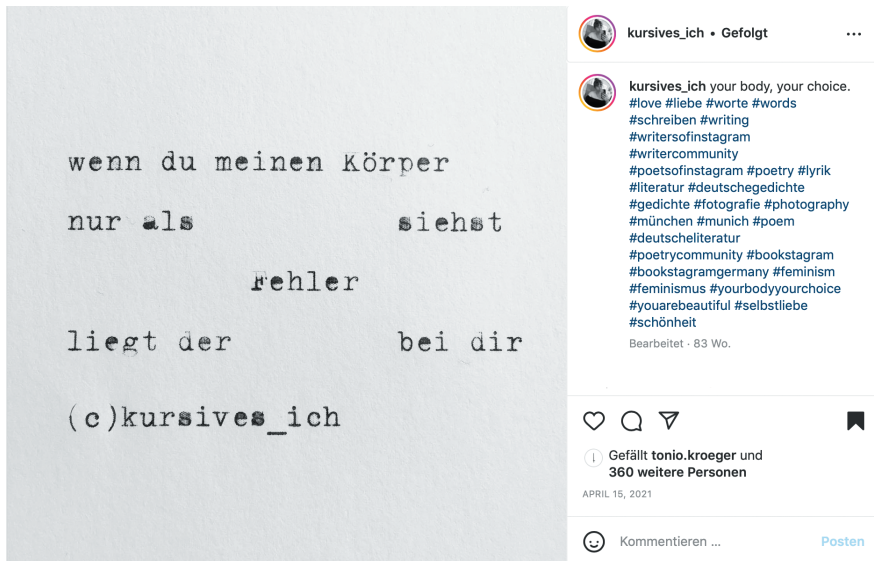 wenn du meinen Körper
nur als siehst
Fehler
liegt der bei dir
(c)kursives_ich
kursives_ich • Gefolgt
kursives_ich your body, your choice.
#love #liebe #worte #words
#schreiben #writing
#writersofinstagram
#writercommunity
#poetsofinstagram #poetry #lyrik
#literatur #deutschegedichte
#gedichte #fotografie #photography
#münchen #munich #poem
#deutscheliteratur
#poetrycommunity #bookstagram
#bookstagramgermany #feminism
#feminismus #yourbodyyourchoice
#youarebeautiful #selbstliebe
#schönheit
Bearbeitet · 83 Wo.
Gefällt tonio.kroeger und
360 weitere Personen
APRIL 15, 2021
Kommentieren ... Posten